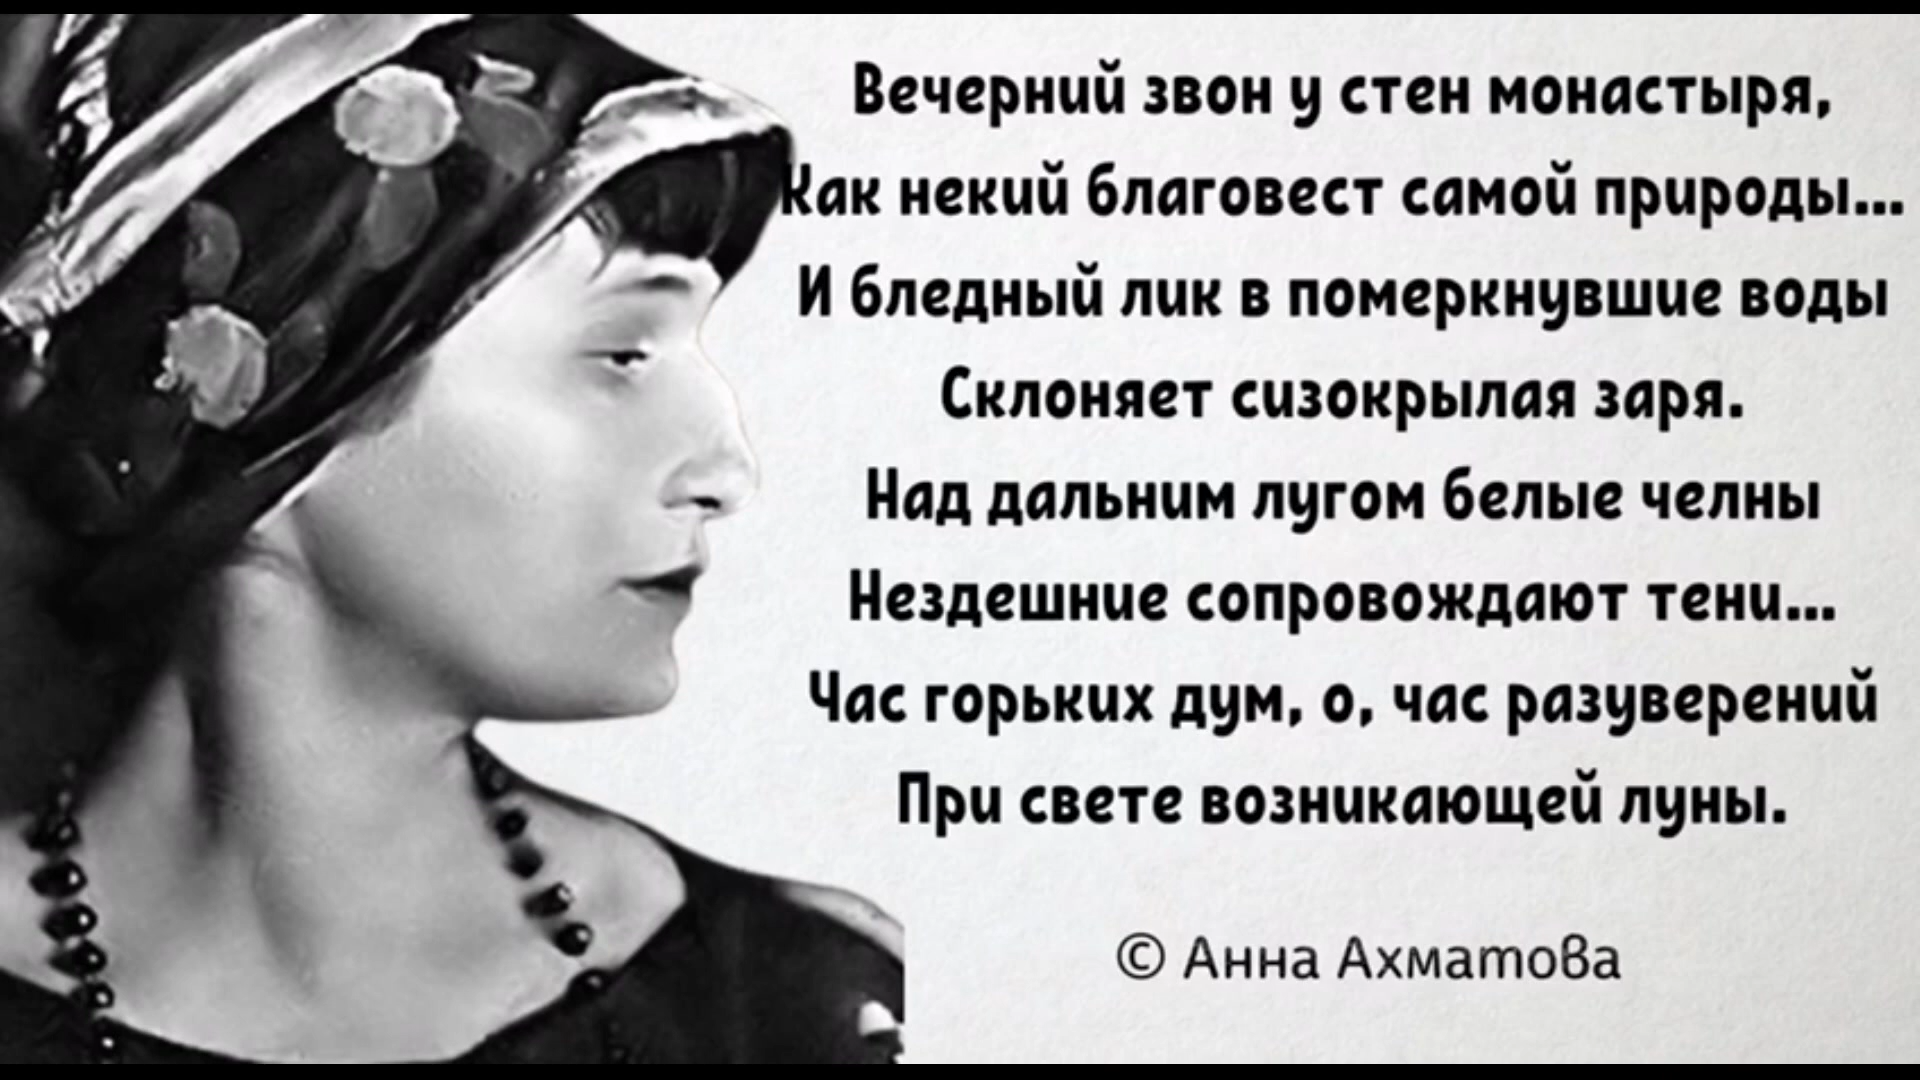 Вечерний звон у стен монастыря,
Как некий благовест самой природы...
И бледный лик в померкнувшие воды
Склоняет сизокрылая заря.
Над дальним лугом белые челны
Нездешние сопровождают тени...
Час горьких дум, о, час разуверений
При свете возникающей луны.
© Анна Ахматова